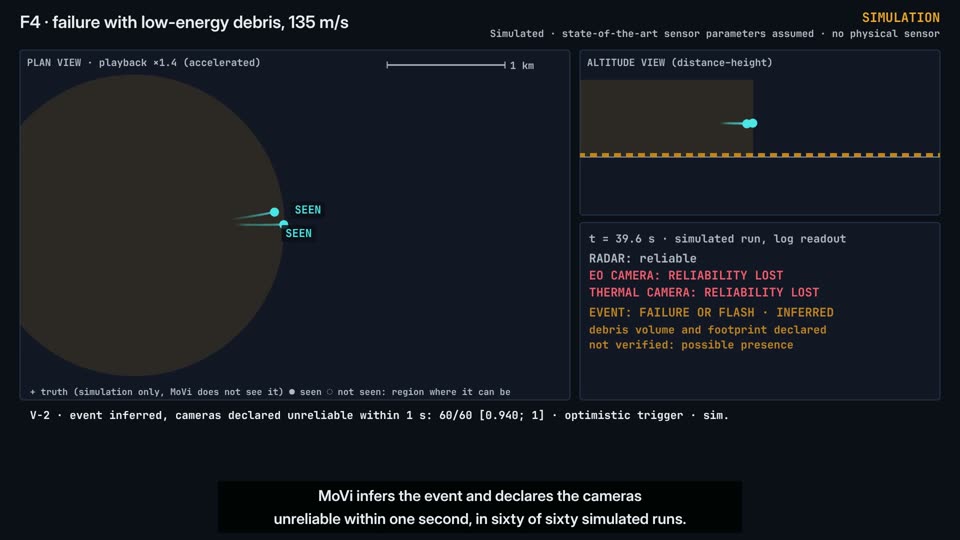 F4 · failure with low-energy debris, 135 m/s
SIMULATION
Simulated · state-of-the-art sensor parameters assumed · no physical sensor
PLAN VIEW · playback ×1.4 (accelerated)
1 km
SEEN
SEEN
+ truth (simulation only, MoVi does not see it) ● seen ◌ not seen: region where it can be
ALTITUDE VIEW (distance-height)
t = 39.6 s · simulated run, log readout
RADAR: reliable
EO CAMERA: RELIABILITY LOST
THERMAL CAMERA: RELIABILITY LOST
EVENT: FAILURE OR FLASH · INFERRED
debris volume and footprint declared
not verified: possible presence
V-2 · event inferred, cameras declared unreliable within 1 s: 60/60 [0.940; 1] · optimistic trigger · sim.
MoVi infers the event and declares the cameras
unreliable within one second, in sixty of sixty simulated runs.